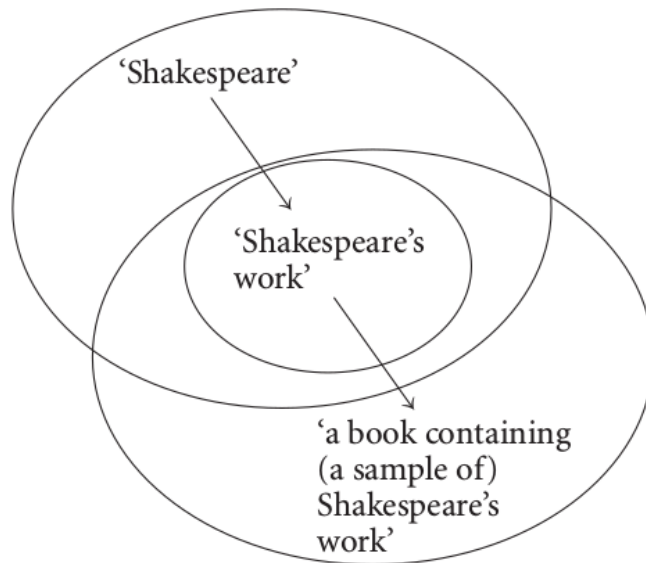 ‘Shakespeare’
‘Shakespeare’s
work’
‘a book containing
(a sample of)
Shakespeare’s
work’